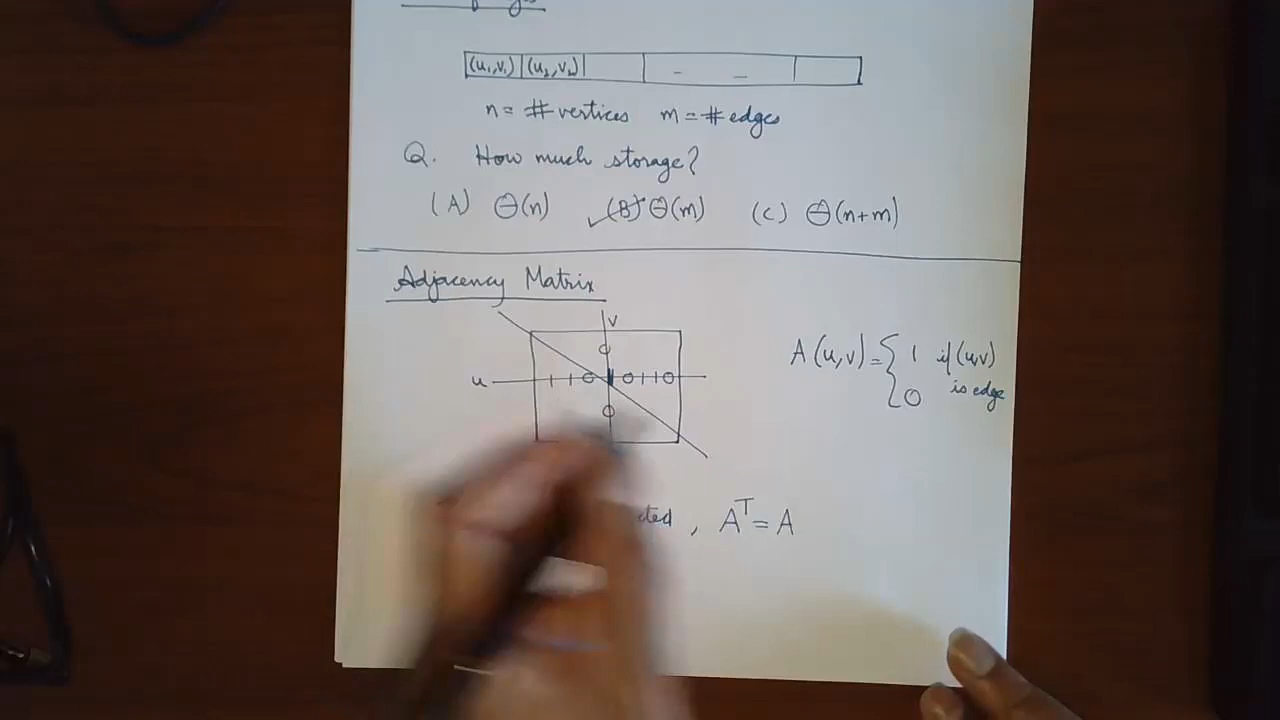 (u₁,v₁) (u₂,v₂) - -
n = # vertices m = # edges
Q. How much storage?
(A) Θ(n) ✓(B) Θ(m) (C) Θ(n+m)
Adjacency Matrix
v
0
u 1 1 0 0 1 1 0
0
A(u,v) = { 1 if (u,v) is edge
0
, Aᵀ = A